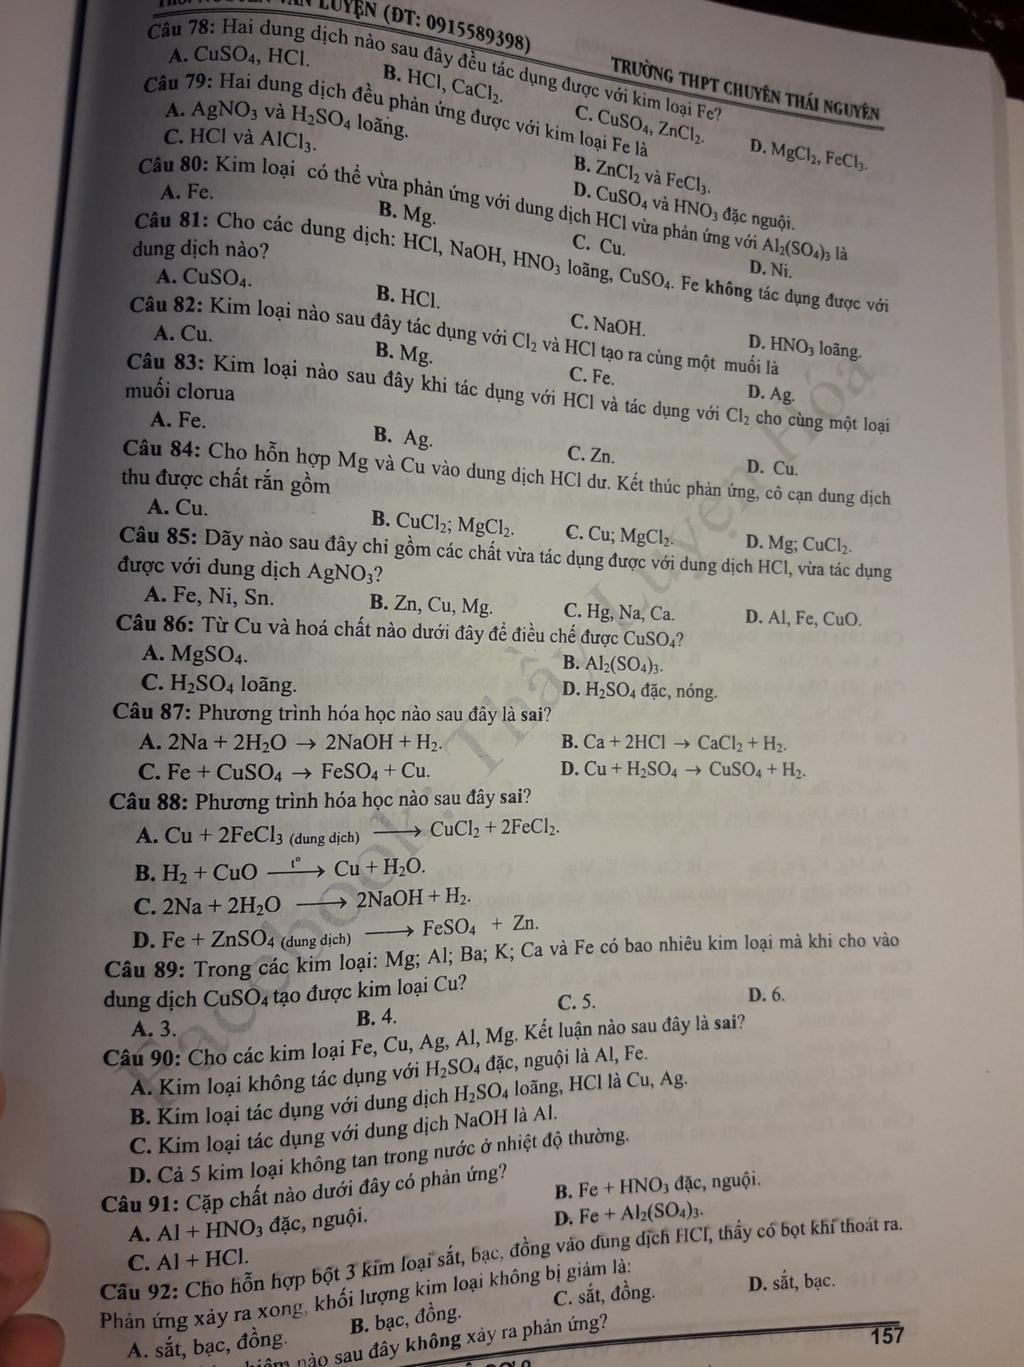 LUYỆN (ĐT: 0915589398)
TRƯỜNG THPT CHUYÊN THÁI NGUYÊN
Câu 78: Hai dung dịch nào sau đây đều tác dụng được với kim loại Fe?
A. CuSO₄, HCl. B. HCl, CaCl₂. C. CuSO₄, ZnCl₂. D. MgCl₂, FeCl₃.
Câu 79: Hai dung dịch đều phản ứng được với kim loại Fe là
A. AgNO₃ và H₂SO₄ loãng. B. ZnCl₂ và FeCl₃.
C. HCl và AlCl₃. D. CuSO₄ và HNO₃ đặc nguội.
Câu 80: Kim loại có thể vừa phản ứng với dung dịch HCl vừa phản ứng với Al₂(SO₄)₃ là
A. Fe. B. Mg. C. Cu. D. Ni.
Câu 81: Cho các dung dịch: HCl, NaOH, HNO₃ loãng, CuSO₄. Fe không tác dụng được với
dung dịch nào?
A. CuSO₄. B. HCl. C. NaOH. D. HNO₃ loãng.
Câu 82: Kim loại nào sau đây tác dụng với Cl₂ và HCl tạo ra cùng một muối là
A. Cu. B. Mg. C. Fe. D. Ag.
Câu 83: Kim loại nào sau đây khi tác dụng với HCl và tác dụng với Cl₂ cho cùng một loại
muối clorua
A. Fe. B. Ag. C. Zn. D. Cu.
Câu 84: Cho hỗn hợp Mg và Cu vào dung dịch HCl dư. Kết thúc phản ứng, cô cạn dung dịch
thu được chất rắn gồm
A. Cu. B. CuCl₂; MgCl₂. C. Cu; MgCl₂. D. Mg; CuCl₂.
Câu 85: Dãy nào sau đây chỉ gồm các chất vừa tác dụng được với dung dịch HCl, vừa tác dụng
được với dung dịch AgNO₃?
A. Fe, Ni, Sn. B. Zn, Cu, Mg. C. Hg, Na, Ca. D. Al, Fe, CuO.
Câu 86: Từ Cu và hoá chất nào dưới đây để điều chế được CuSO₄?
A. MgSO₄. B. Al₂(SO₄)₃.
C. H₂SO₄ loãng. D. H₂SO₄ đặc, nóng.
Câu 87: Phương trình hóa học nào sau đây là sai?
A. 2Na + 2H₂O → 2NaOH + H₂. B. Ca + 2HCl → CaCl₂ + H₂.
C. Fe + CuSO₄ → FeSO₄ + Cu. D. Cu + H₂SO₄ → CuSO₄ + H₂.
Câu 88: Phương trình hóa học nào sau đây sai?
A. Cu + 2FeCl₃ (dung dịch) ⟶ CuCl₂ + 2FeCl₂.
B. H₂ + CuO ⟶ t° Cu + H₂O.
C. 2Na + 2H₂O ⟶ 2NaOH + H₂.
D. Fe + ZnSO₄ (dung dịch) ⟶ FeSO₄ + Zn.
Câu 89: Trong các kim loại: Mg; Al; Ba; K; Ca và Fe có bao nhiêu kim loại mà khi cho vào
dung dịch CuSO₄ tạo được kim loại Cu?
A. 3. B. 4. C. 5. D. 6.
Câu 90: Cho các kim loại Fe, Cu, Ag, Al, Mg. Kết luận nào sau đây là sai?
A. Kim loại không tác dụng với H₂SO₄ đặc, nguội là Al, Fe.
B. Kim loại tác dụng với dung dịch H₂SO₄ loãng, HCl là Cu, Ag.
C. Kim loại tác dụng với dung dịch NaOH là Al.
D. Cả 5 kim loại không tan trong nước ở nhiệt độ thường.
Câu 91: Cặp chất nào dưới đây có phản ứng?
A. Al + HNO₃ đặc, nguội. B. Fe + HNO₃ đặc, nguội.
C. Al + HCl. D. Fe + Al₂(SO₄)₃.
Câu 92: Cho hỗn hợp bột 3 kim loại sắt, bạc, đồng vào dung dịch HCl, thấy có bọt khí thoát ra.
Phản ứng xảy ra xong, khối lượng kim loại không bị giảm là:
A. sắt, bạc, đồng. B. bạc, đồng. C. sắt, đồng. D. sắt, bạc.
nào sau đây không xảy ra phản ứng?
157
Facebook: Thầy Luyện Hóa